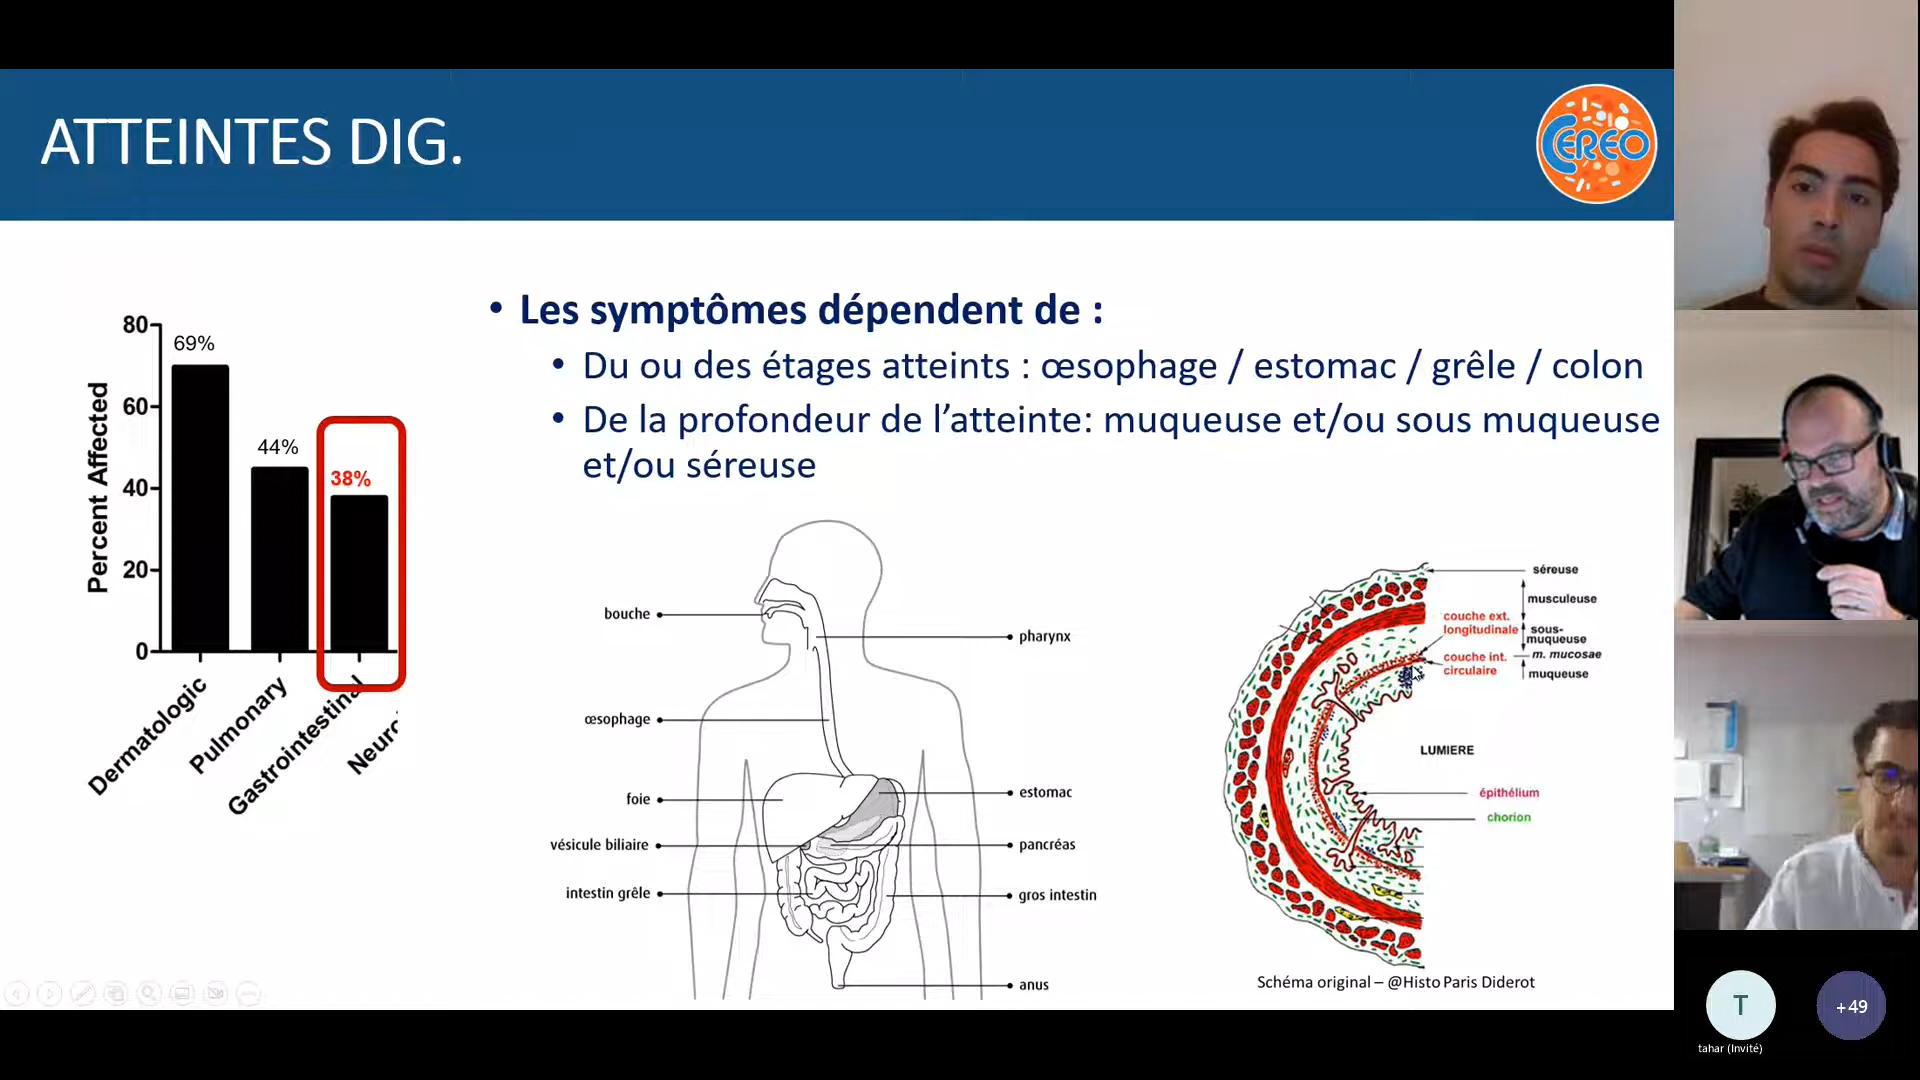 ATTEINTES DIG.
CEREO
• Les symptômes dépendent de :
• Du ou des étages atteints : œsophage / estomac / grêle / colon
• De la profondeur de l’atteinte: muqueuse et/ou sous muqueuse
et/ou séreuse
Percent Affected
80
60
40
20
0
69%
44%
38%
Dermatologic
Pulmonary
Gastrointestinal
Neuro
bouche
pharynx
œsophage
foie
estomac
vésicule biliaire
pancréas
intestin grêle
gros intestin
anus
séreuse
musculeuse
couche ext.
longitudinale
sous-
muqueuse
m. mucosae
couche int.
circulaire
muqueuse
LUMIERE
épithélium
chorion
Schéma original – @Histo Paris Diderot
T
+49
tahar (Invité)